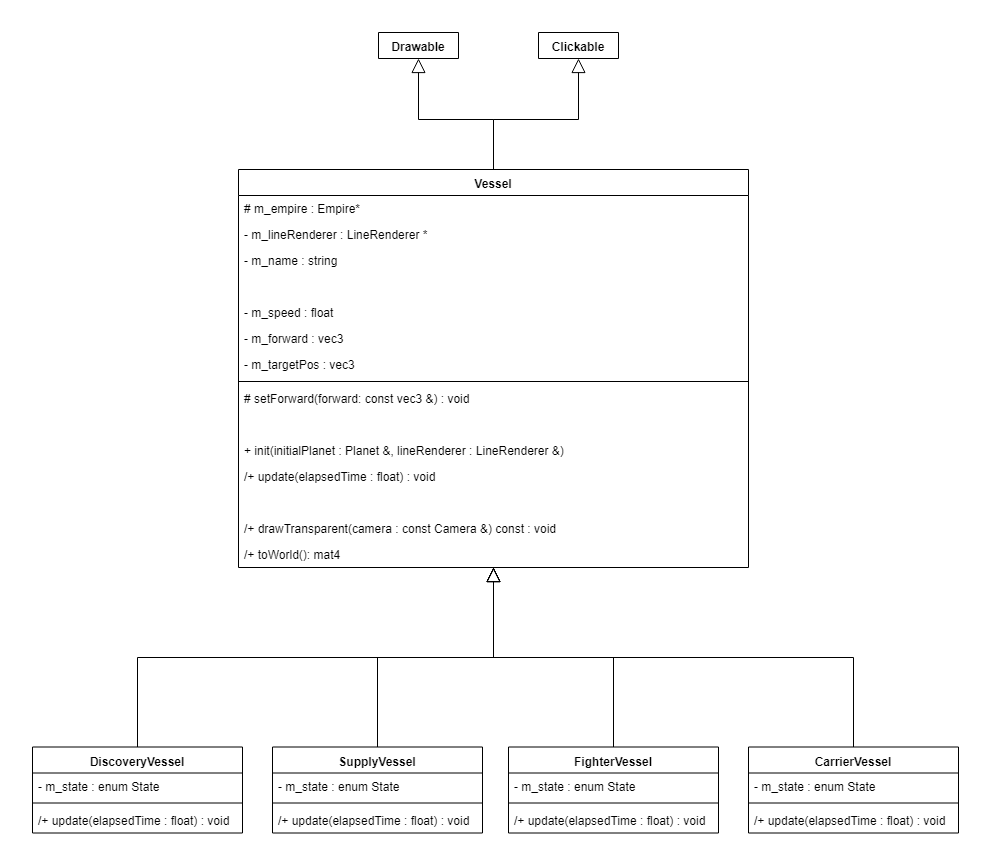 Drawable
Clickable
Vessel
# m_empire : Empire*
- m_lineRenderer : LineRenderer *
- m_name : string
- m_speed : float
- m_forward : vec3
- m_targetPos : vec3
# setForward(forward: const vec3 &) : void
+ init(initialPlanet : Planet &, lineRenderer : LineRenderer &)
/+ update(elapsedTime : float) : void
/+ drawTransparent(camera : const Camera &) const : void
/+ toWorld(): mat4
DiscoveryVessel
- m_state : enum State
/+ update(elapsedTime : float) : void
SupplyVessel
- m_state : enum State
/+ update(elapsedTime : float) : void
FighterVessel
- m_state : enum State
/+ update(elapsedTime : float) : void
CarrierVessel
- m_state : enum State
/+ update(elapsedTime : float) : void